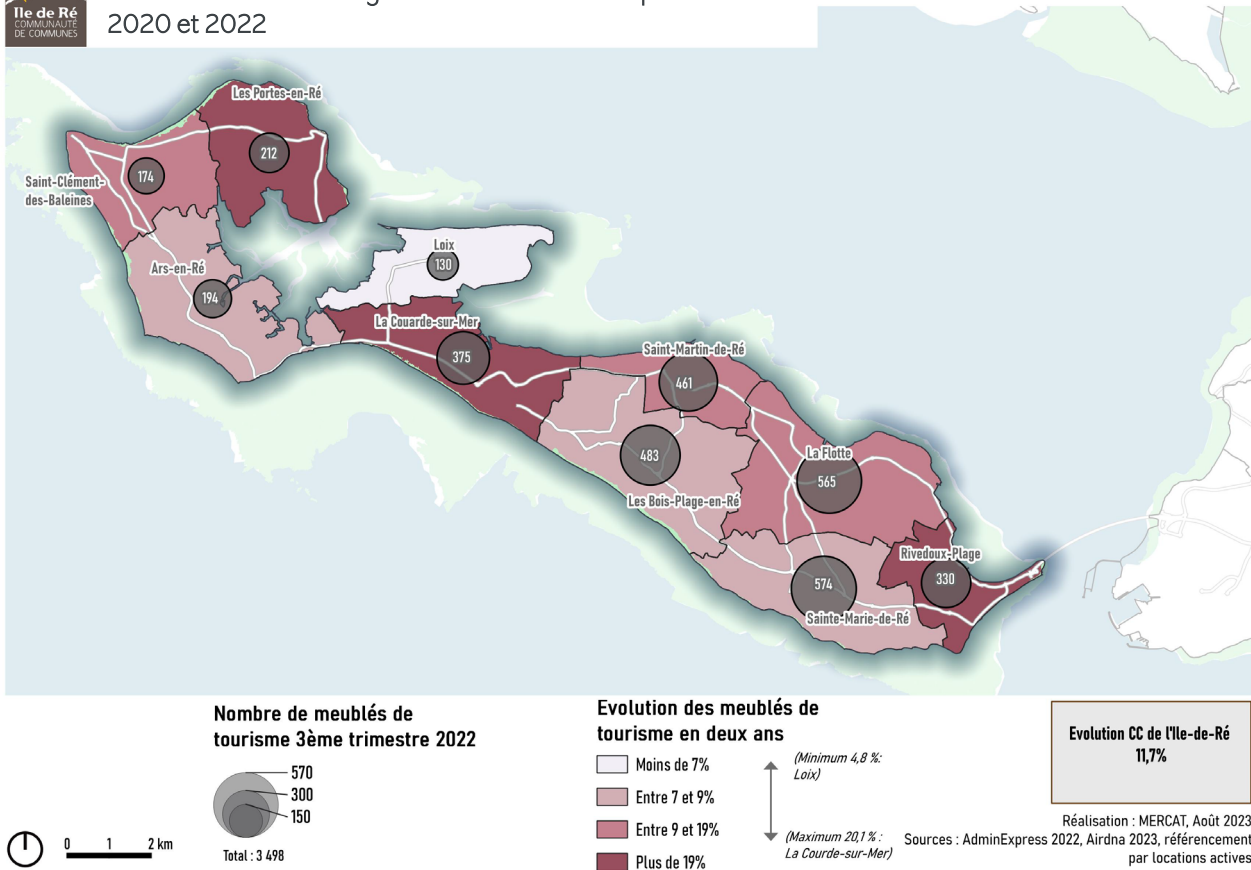 Ile de Ré
COMMUNAUTÉ
DE COMMUNES
2020 et 2022
Les Portes-en-Ré
212
174
Saint-Clément-
des-Baleines
Loix
130
Ars-en-Ré
194
La Couarde-sur-Mer
375
Saint-Martin-de-Ré
461
483
La Flotte
565
Les Bois-Plage-en-Ré
Rivedoux-Plage
330
574
Sainte-Marie-de-Ré
Nombre de meublés de
tourisme 3ème trimestre 2022
570
300
150
Total : 3 498
0 1 2 km
Evolution des meublés de
tourisme en deux ans
Moins de 7%
Entre 7 et 9%
Entre 9 et 19%
Plus de 19%
(Minimum 4,8 %:
Loix)
(Maximum 20,1 % :
La Courde-sur-Mer)
Evolution CC de l'Ile-de-Ré
11,7%
Réalisation : MERCAT, Août 2023
Sources : AdminExpress 2022, Airdna 2023, référencement
par locations actives